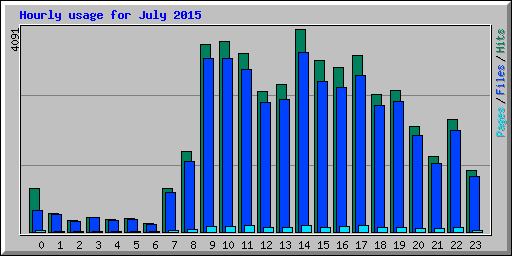 Hourly usage for July 2015
4091
0 1 2 3 4 5 6 7 8 9 10 11 12 13 14 15 16 17 18 19 20 21 22 23
Pages / Files / Hits